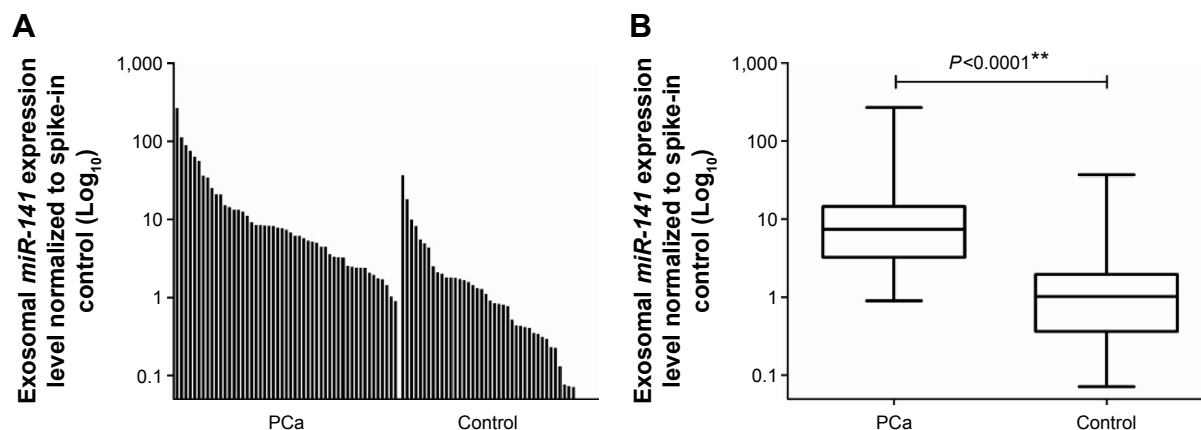 A
Exosomal miR-141 expression
level normalized to spike-in
control (Log₁₀)
1,000
100
10
1
0.1
PCa
Control
B
Exosomal miR-141 expression
level normalized to spike-in
control (Log₁₀)
1,000
100
10
1
0.1
P<0.0001**
PCa
Control